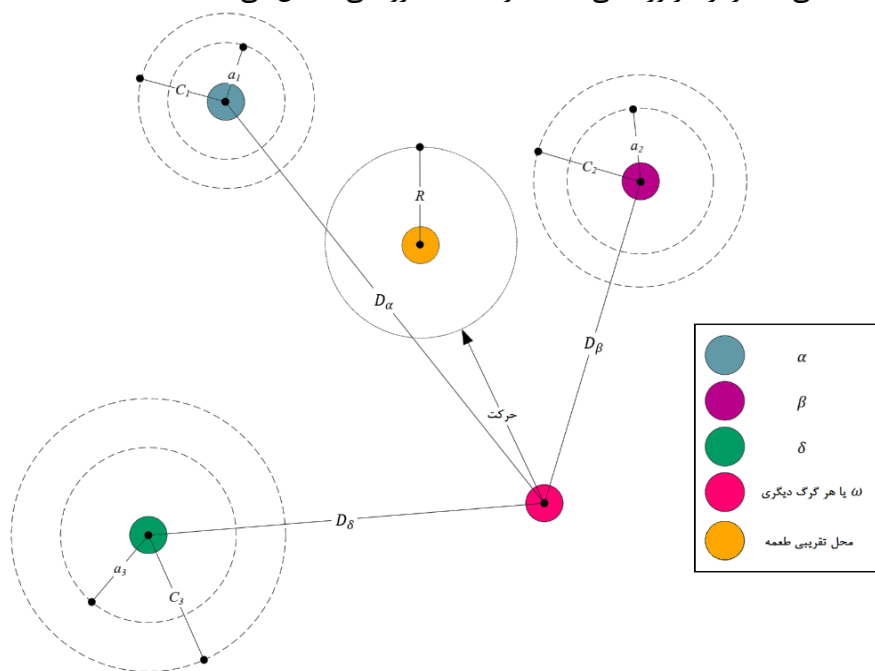 a₁
C₁
a₂
C₂
R
Dα
Dβ
حرکت
Dδ
a₃
C₃
α
β
δ
ω یا هر گرگ دیگری
محل تقریبی طعمه